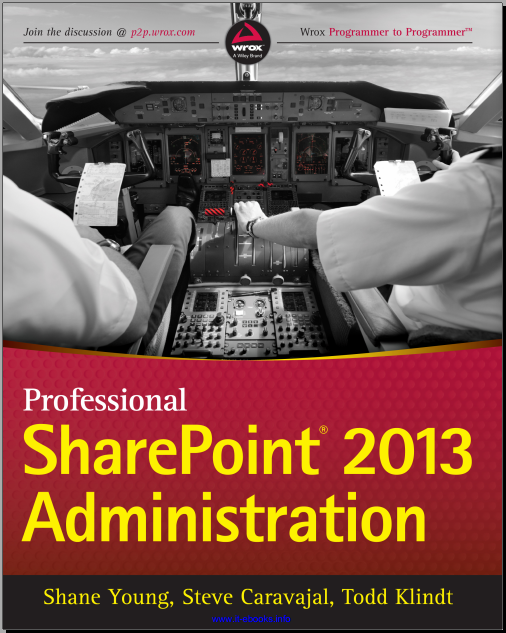 Join the discussion @ p2p.wrox.com
Wrox Programmer to Programmer™
wrox
A Wiley Brand
Professional
SharePoint® 2013
Administration
Shane Young, Steve Caravajal, Todd Klindt